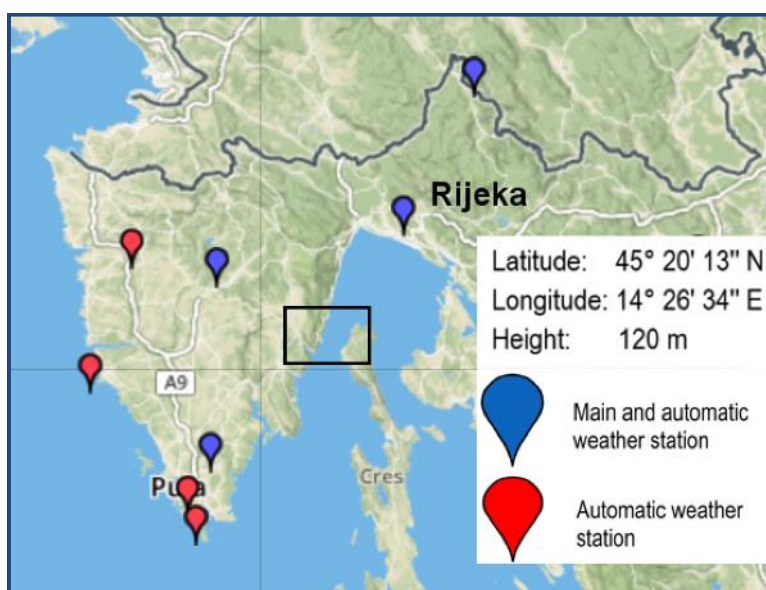 Rijeka
Latitude: 45° 20' 13" N
Longitude: 14° 26' 34" E
Height: 120 m
A9
Main and automatic
weather station
Cres
Automatic weather
station